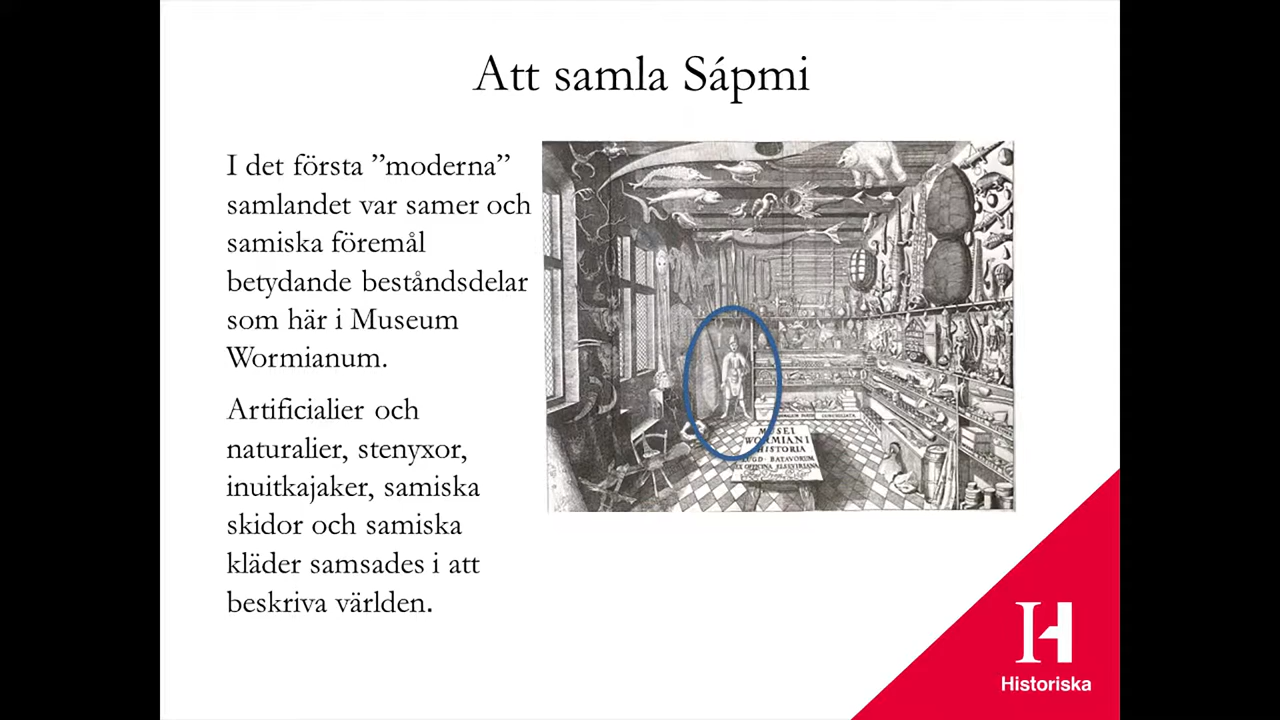 Att samla Sápmi
I det första ”moderna”
samlandet var samer och
samiska föremål
betydande beståndsdelar
som här i Museum
Wormianum.
Artificialier och
naturalier, stenyxor,
inuitkajaker, samiska
skidor och samiska
kläder samsades i att
beskriva världen.
CONCHILIATA
MUSEI
WORMIANI
HISTORIA
LUGD. BATAVORUM
EX OFFICINA ELSEVIRIANA
Historiska